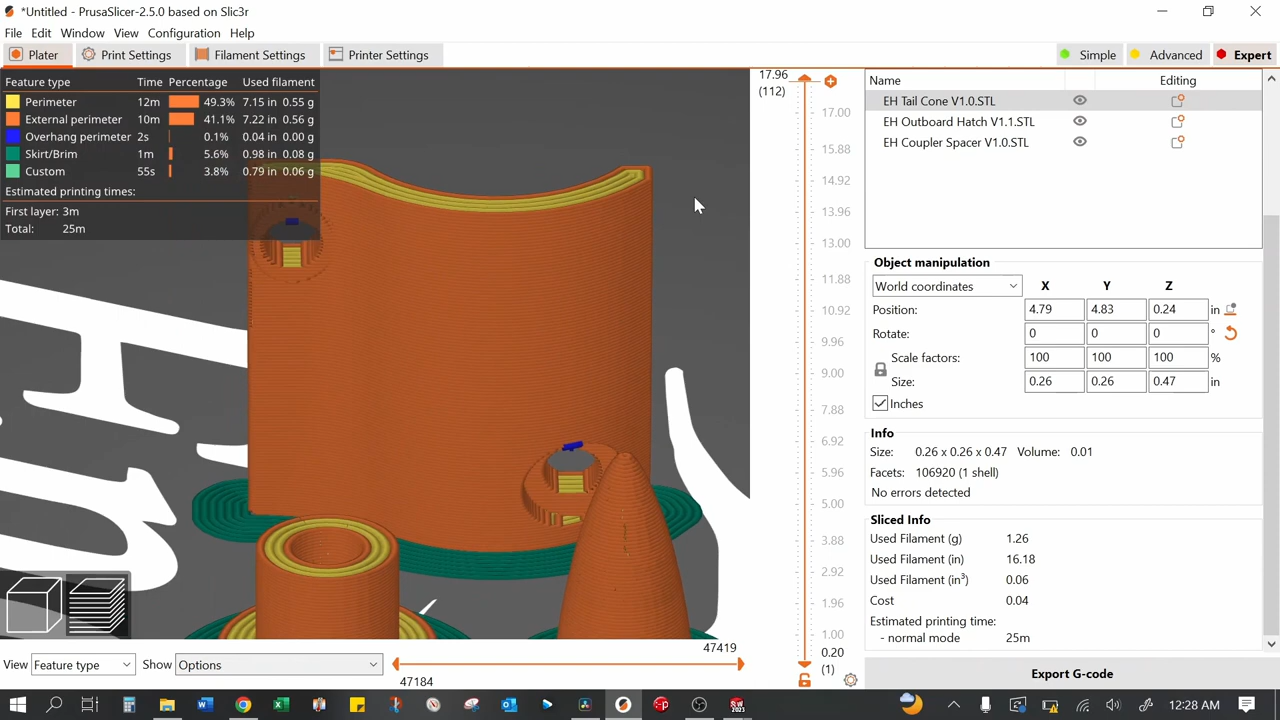 *Untitled - PrusaSlicer-2.5.0 based on Slic3r
File Edit Window View Configuration Help
Plater Print Settings Filament Settings Printer Settings Simple Advanced Expert
Feature type Time Percentage Used filament
Perimeter 12m 49.3% 7.15 in 0.55 g
External perimeter 10m 41.1% 7.22 in 0.56 g
Overhang perimeter 2s 0.1% 0.04 in 0.00 g
Skirt/Brim 1m 5.6% 0.98 in 0.08 g
Custom 55s 3.8% 0.79 in 0.06 g
Estimated printing times:
First layer: 3m
Total: 25m
17.96
(112)
17.00
15.88
14.92
13.96
13.00
11.88
10.92
9.96
9.00
7.88
6.92
5.96
5.00
3.88
2.92
1.96
1.00
0.20
(1)
Name Editing
EH Tail Cone V1.0.STL
EH Outboard Hatch V1.1.STL
EH Coupler Spacer V1.0.STL
Object manipulation
World coordinates X Y Z
Position: 4.79 4.83 0.24 in
Rotate: 0 0 0 °
Scale factors: 100 100 100 %
Size: 0.26 0.26 0.47 in
Inches
Info
Size: 0.26 x 0.26 x 0.47 Volume: 0.01
Facets: 106920 (1 shell)
No errors detected
Sliced Info
Used Filament (g) 1.26
Used Filament (in) 16.18
Used Filament (in³) 0.06
Cost 0.04
Estimated printing time:
- normal mode 25m
View Feature type Show Options
47419
47184
Export G-code
12:28 AM